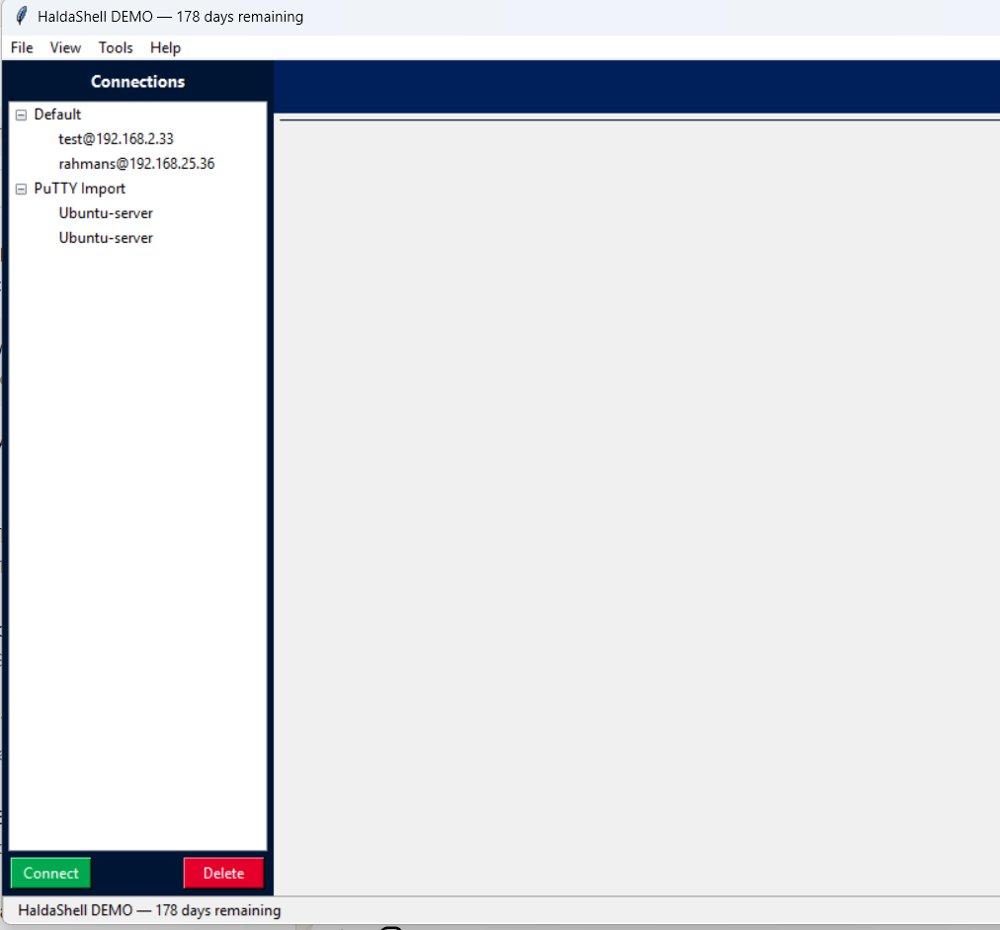 HaldaShell DEMO — 178 days remaining
File View Tools Help
Connections
Default
test@192.168.2.33
rahmans@192.168.25.36
PuTTY Import
Ubuntu-server
Ubuntu-server
Connect Delete
HaldaShell DEMO — 178 days remaining